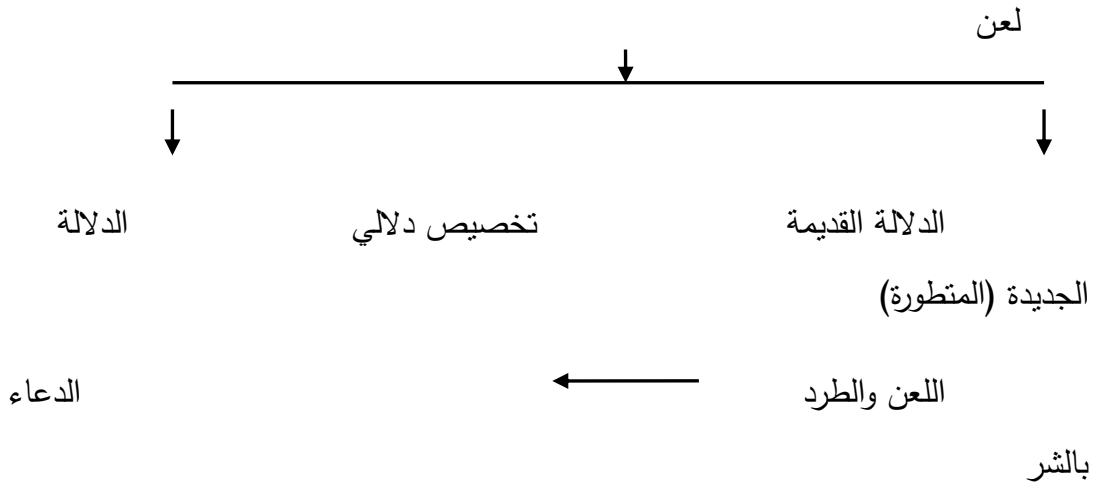 لعن
الدلالة القديمة تخصيص دلالي الدلالة
الجديدة (المتطورة)
اللعن والطرد الدعاء
بالشر